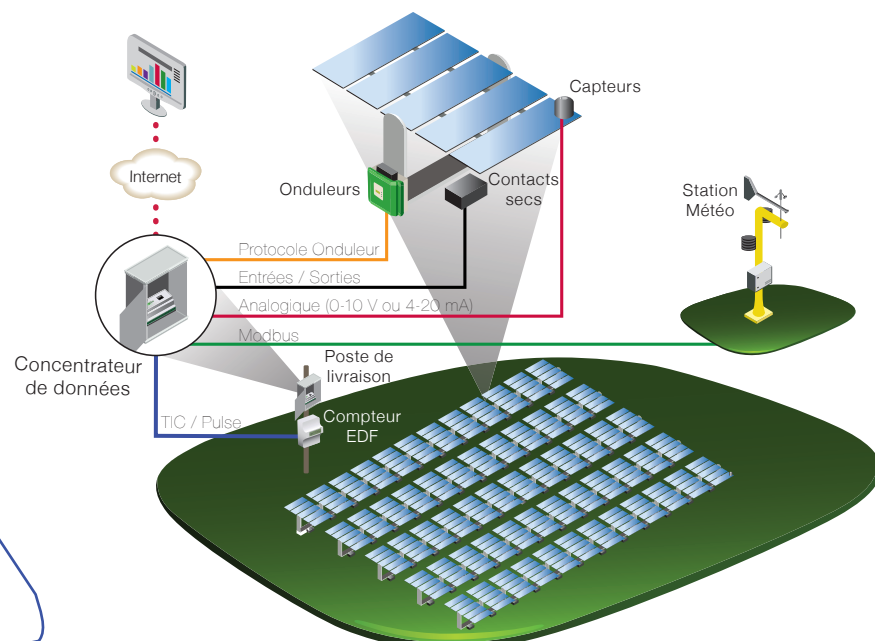 Capteurs
Internet
Onduleurs
Contacts
secs
Station
Météo
Protocole Onduleur
Entrées / Sorties
Analogique (0-10 V ou 4-20 mA)
Modbus
Concentrateur
de données
Poste de
livraison
TIC / Pulse
Compteur
EDF